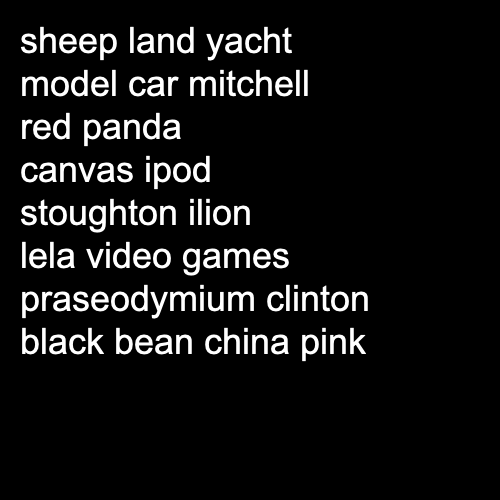 sheep land yacht
model car mitchell
red panda
canvas ipod
stoughton ilion
lela video games
praseodymium clinton
black bean china pink